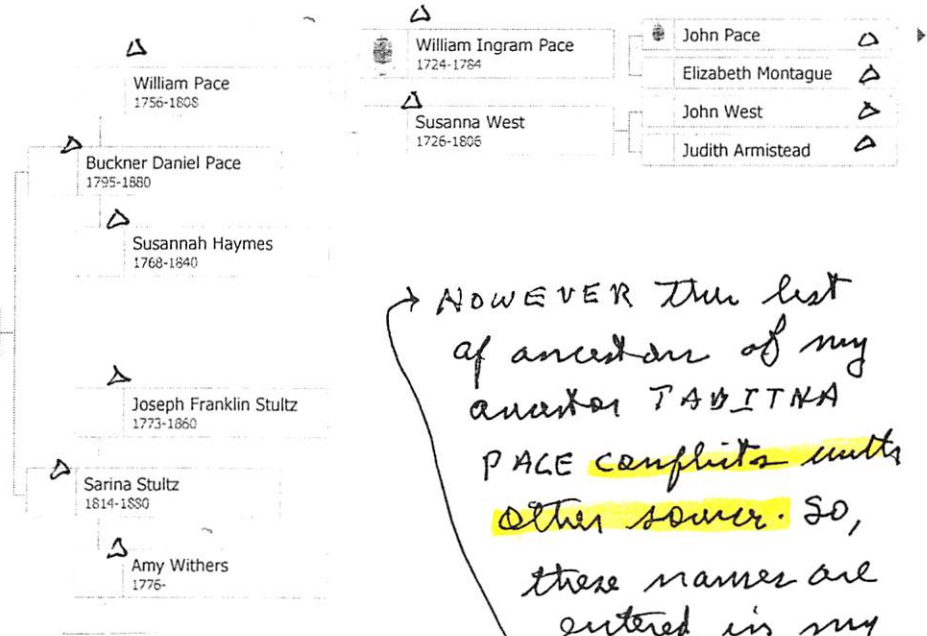 William Pace
1756-1808
Buckner Daniel Pace
1795-1880
Susannah Haymes
1768-1840
Joseph Franklin Stultz
1773-1860
Sarina Stultz
1814-1880
Amy Withers
1776-
William Ingram Pace
1724-1784
Susanna West
1726-1806
John Pace
Elizabeth Montague
John West
Judith Armistead
HOWEVER this list
of ancestors of my
ancestor TABITHA
PACE conflicts with
other source. So,
these names are
entered in my